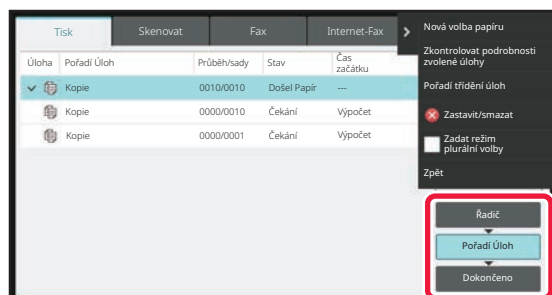 Tisk
Skenovat
Fax
Internet-Fax
Úloha
Pořadí Úloh
Průběh/sady
Stav
Čas
začátku
Kopie
0010/0010
Došel Papír
---
Kopie
0000/0010
Čekání
Výpočet
Kopie
0000/0001
Čekání
Výpočet
Nová volba papíru
Zkontrolovat podrobnosti
zvolené úlohy
Pořadí třídění úloh
Zastavit/smazat
Zadat režim
plurální volby
Zpět
Řadič
Pořadí Úloh
Dokončeno